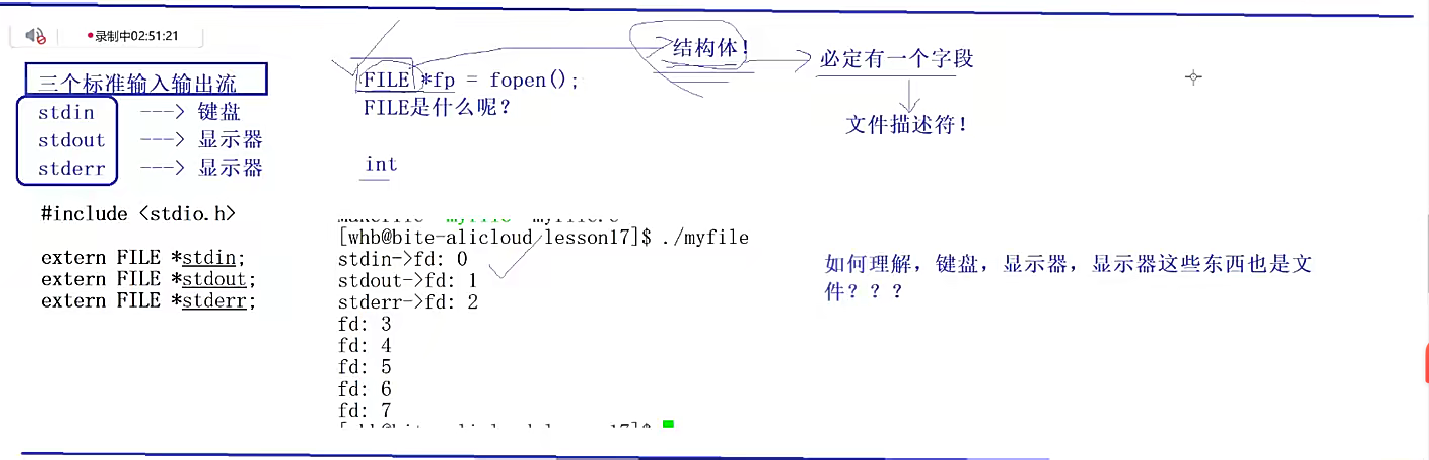 录制中02:51:21
三个标准输入输出流
stdin ---> 键盘
stdout ---> 显示器
stderr ---> 显示器
#include <stdio.h>
extern FILE *stdin;
extern FILE *stdout;
extern FILE *stderr;
FILE *fp = fopen();
FILE是什么呢?
int
结构体!
必定有一个字段
文件描述符!
[whb@bite-alicloud lesson17]$ ./myfile
stdin->fd: 0
stdout->fd: 1
stderr->fd: 2
fd: 3
fd: 4
fd: 5
fd: 6
fd: 7
如何理解,键盘,显示器,显示器这些东西也是文
件???